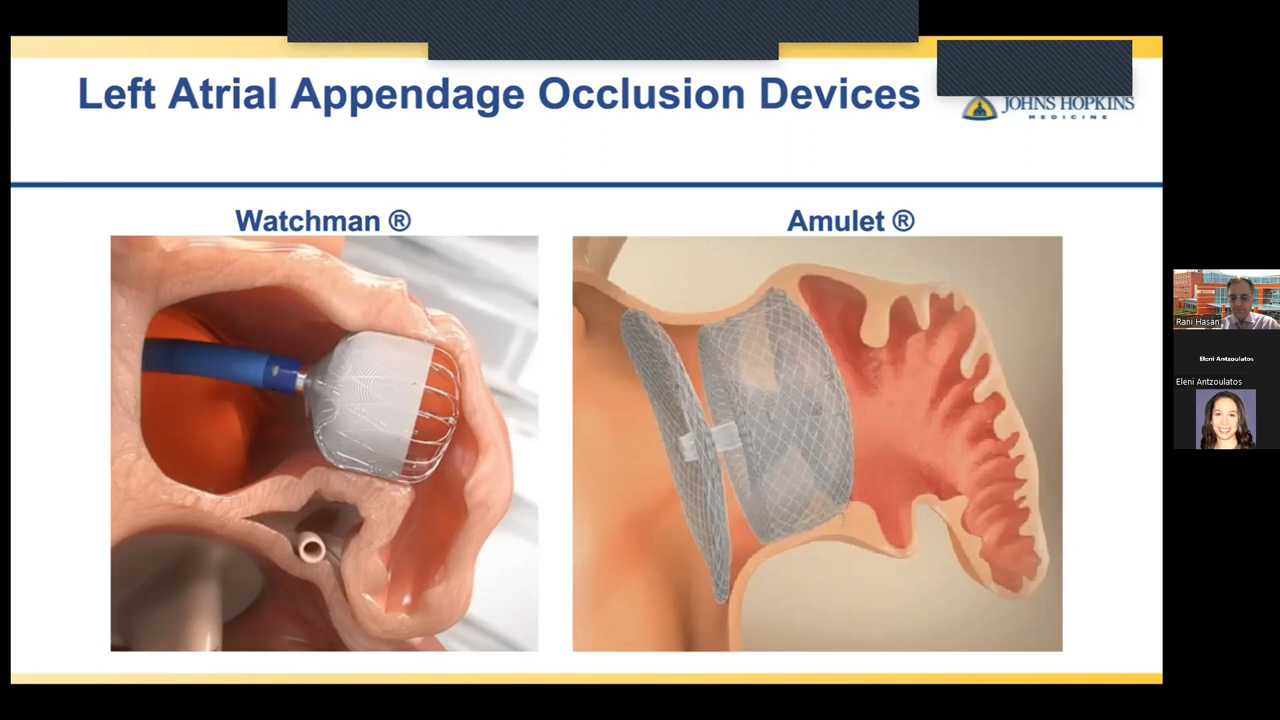 Left Atrial Appendage Occlusion Devices
JOHNS HOPKINS
MEDICINE
Watchman ®
Amulet ®
Rani Hasan
Eleni Antzoulatos
Eleni Antzoulatos